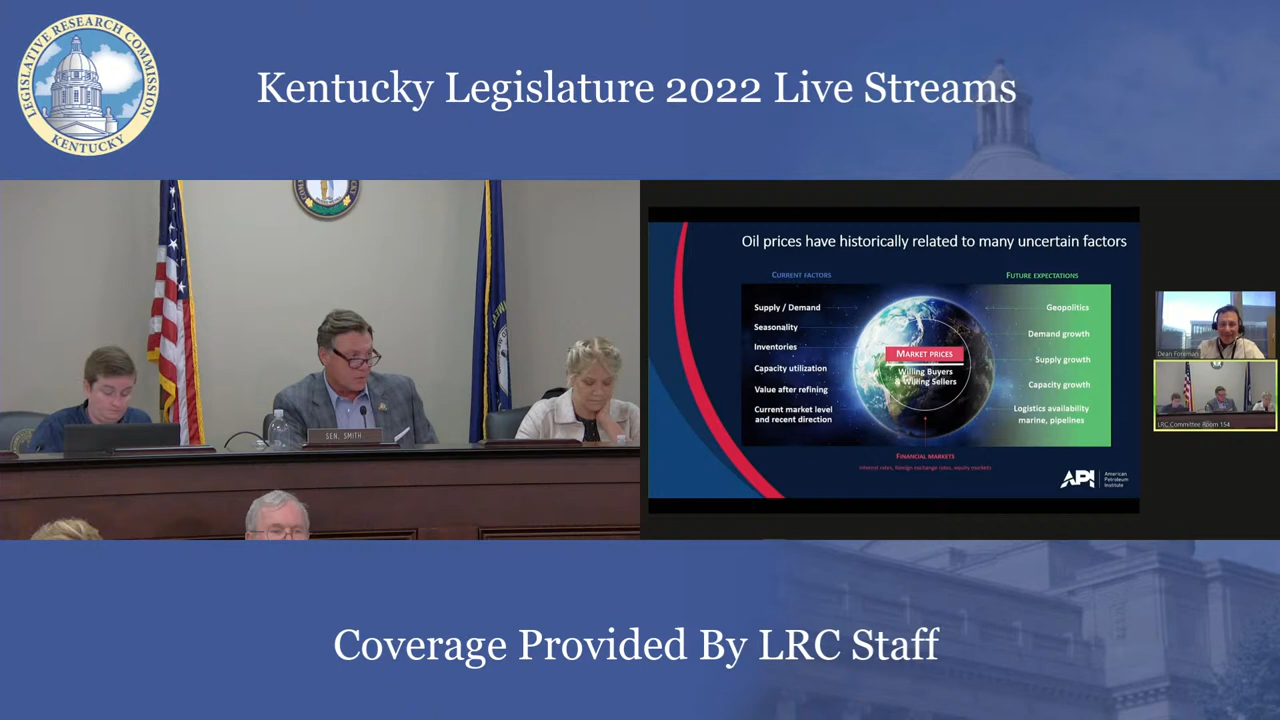 LEGISLATIVE RESEARCH COMMISSION
KENTUCKY
Kentucky Legislature 2022 Live Streams
SEN. SMITH
Oil prices have historically related to many uncertain factors
CURRENT FACTORS
FUTURE EXPECTATIONS
Supply / Demand
Seasonality
Inventories
Capacity utilization
Value after refining
Current market level
and recent direction
MARKET PRICES
Willing Buyers
& Willing Sellers
Geopolitics
Demand growth
Supply growth
Capacity growth
Logistics availability
marine, pipelines
FINANCIAL MARKETS
Interest rates, foreign exchange rates, equity markets
API
American
Petroleum
Institute
Dean Foreman
LRC Committee Room 154
Coverage Provided By LRC Staff